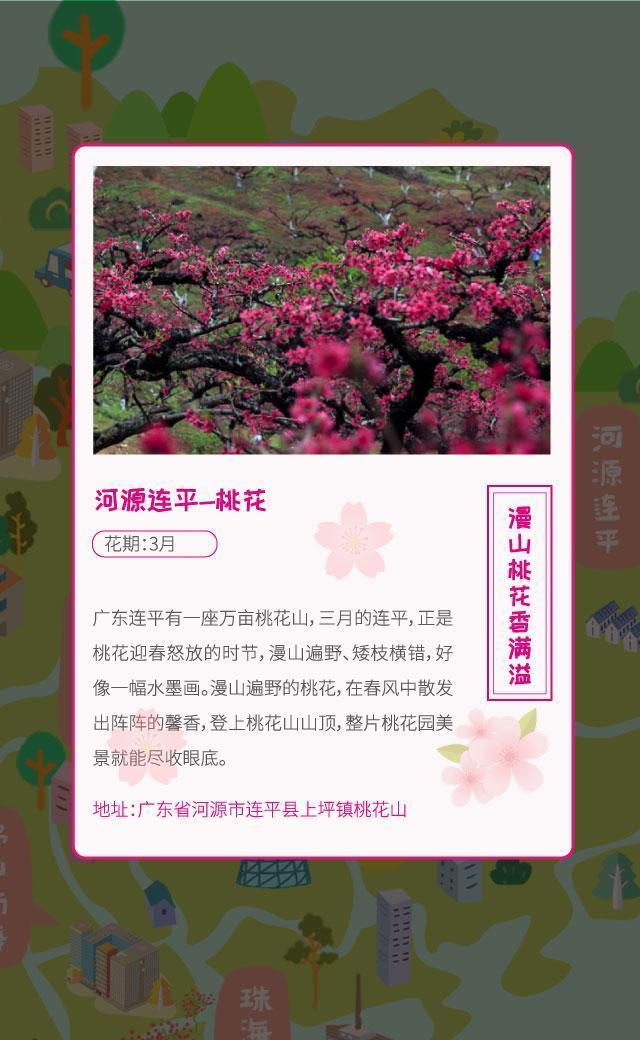 河源连平—桃花
花期：3月
漫山桃花香满溢
广东连平有一座万亩桃花山，三月的连平，正是
桃花迎春怒放的时节，漫山遍野、矮枝横错，好
像一幅水墨画。漫山遍野的桃花，在春风中散发
出阵阵的馨香，登上桃花山山顶，整片桃花园美
景就能尽收眼底。
地址：广东省河源市连平县上坪镇桃花山
河源连平
珠海